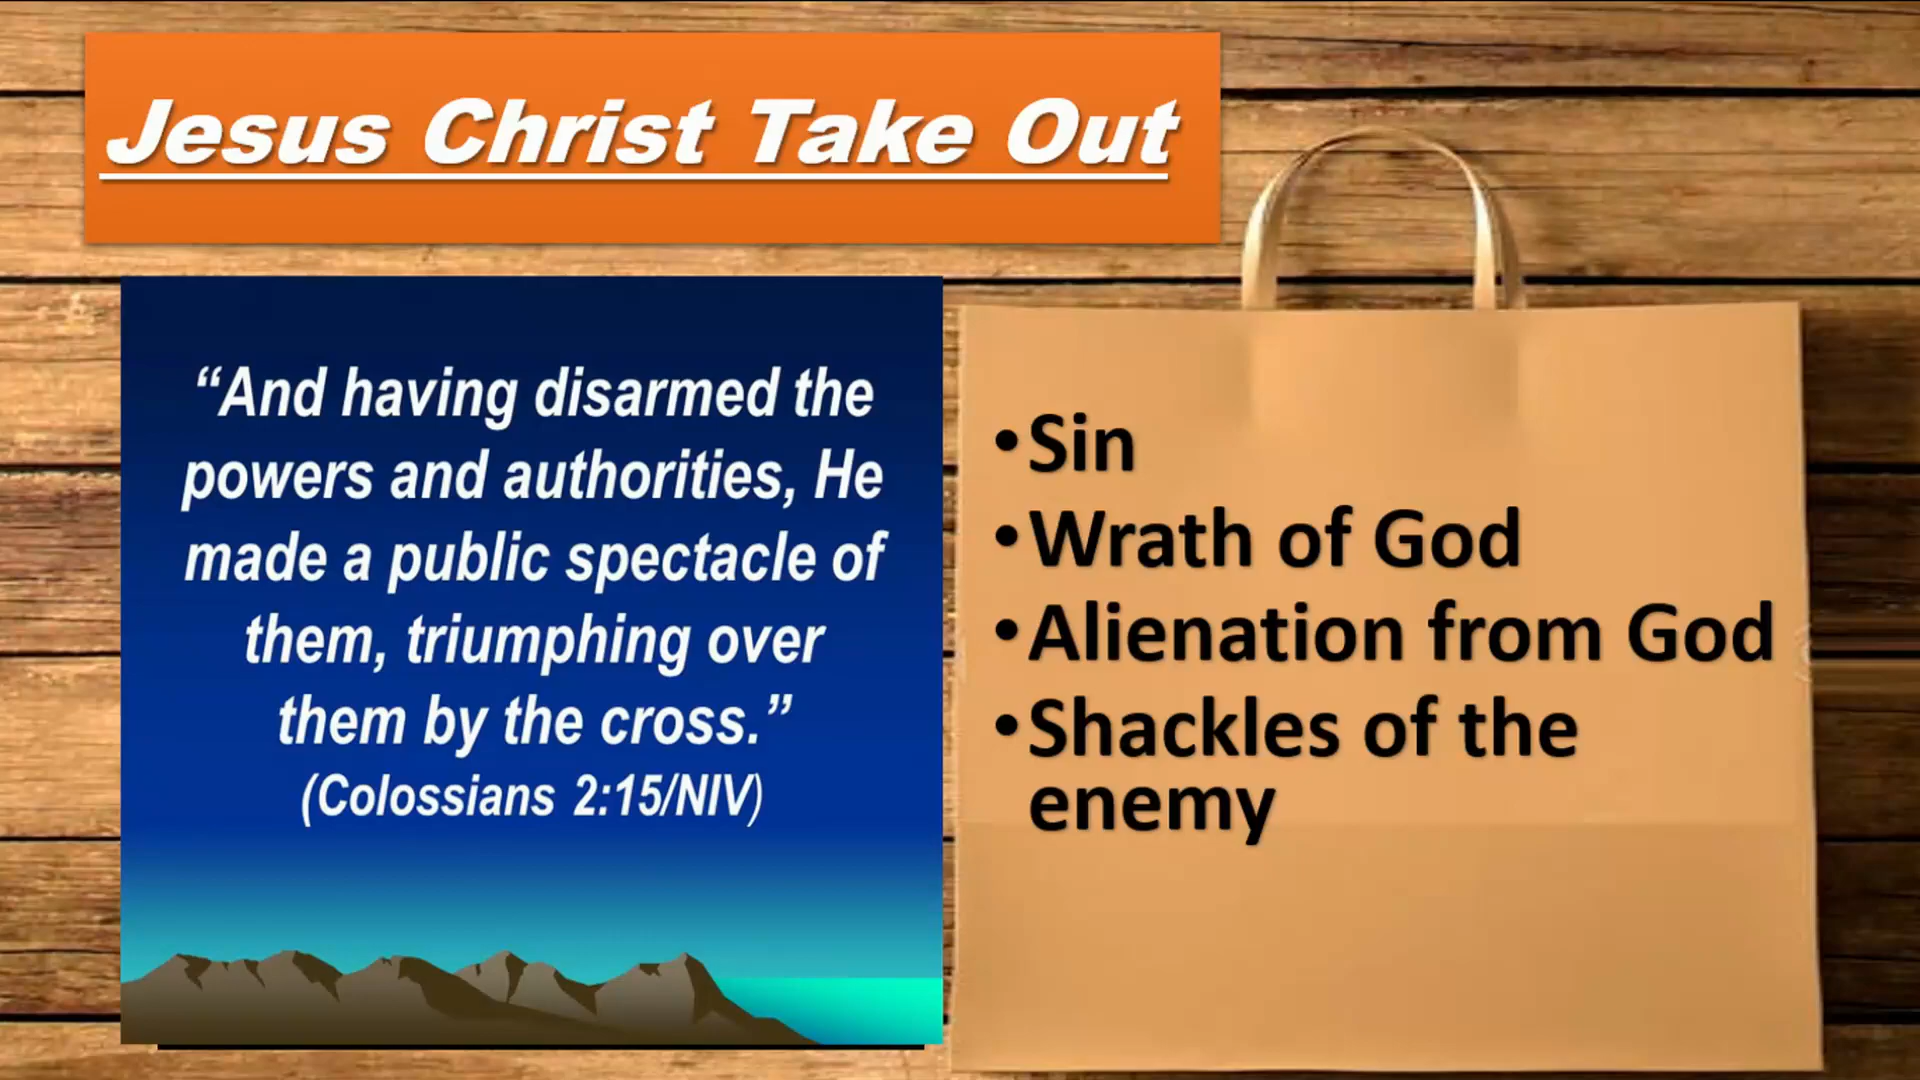 Jesus Christ Take Out
“And having disarmed the
powers and authorities, He
made a public spectacle of
them, triumphing over
them by the cross.”
(Colossians 2:15/NIV)
•Sin
•Wrath of God
•Alienation from God
•Shackles of the
enemy